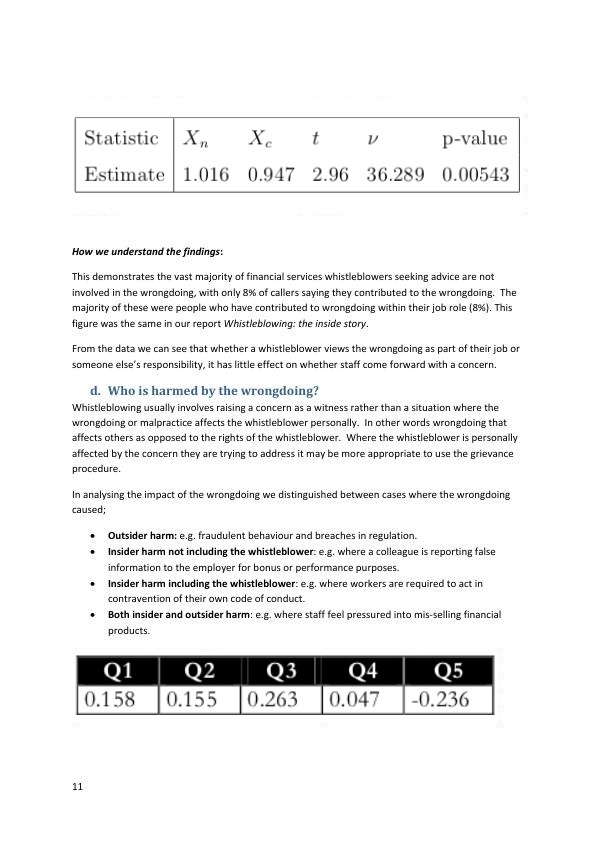 Statistic Xₙ X_c t ν p-value
Estimate 1.016 0.947 2.96 36.289 0.00543
How we understand the findings:
This demonstrates the vast majority of financial services whistleblowers seeking advice are not
involved in the wrongdoing, with only 8% of callers saying they contributed to the wrongdoing.  The
majority of these were people who have contributed to wrongdoing within their job role (8%). This
figure was the same in our report Whistleblowing: the inside story.
From the data we can see that whether a whistleblower views the wrongdoing as part of their job or
someone else’s responsibility, it has little effect on whether staff come forward with a concern.
d. Who is harmed by the wrongdoing?
Whistleblowing usually involves raising a concern as a witness rather than a situation where the
wrongdoing or malpractice affects the whistleblower personally.  In other words wrongdoing that
affects others as opposed to the rights of the whistleblower.  Where the whistleblower is personally
affected by the concern they are trying to address it may be more appropriate to use the grievance
procedure.
In analysing the impact of the wrongdoing we distinguished between cases where the wrongdoing
caused;
• Outsider harm: e.g. fraudulent behaviour and breaches in regulation.
• Insider harm not including the whistleblower: e.g. where a colleague is reporting false
information to the employer for bonus or performance purposes.
• Insider harm including the whistleblower: e.g. where workers are required to act in
contravention of their own code of conduct.
• Both insider and outsider harm: e.g. where staff feel pressured into mis-selling financial
products.
Q1 Q2 Q3 Q4 Q5
0.158 0.155 0.263 0.047 -0.236
11